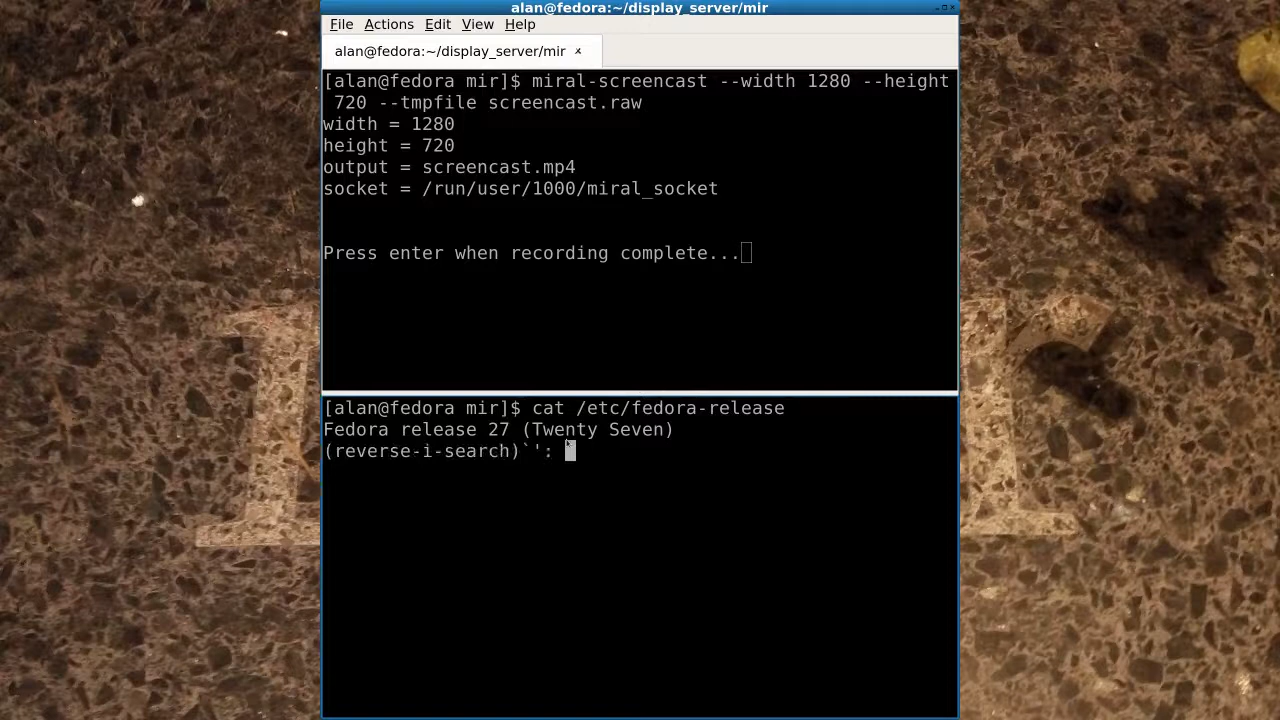 alan@fedora:~/display_server/mir
File Actions Edit View Help
alan@fedora:~/display_server/mir
[alan@fedora mir]$ miral-screencast --width 1280 --height
720 --tmpfile screencast.raw
width = 1280
height = 720
output = screencast.mp4
socket = /run/user/1000/miral_socket
Press enter when recording complete...
[alan@fedora mir]$ cat /etc/fedora-release
Fedora release 27 (Twenty Seven)
(reverse-i-search)`':